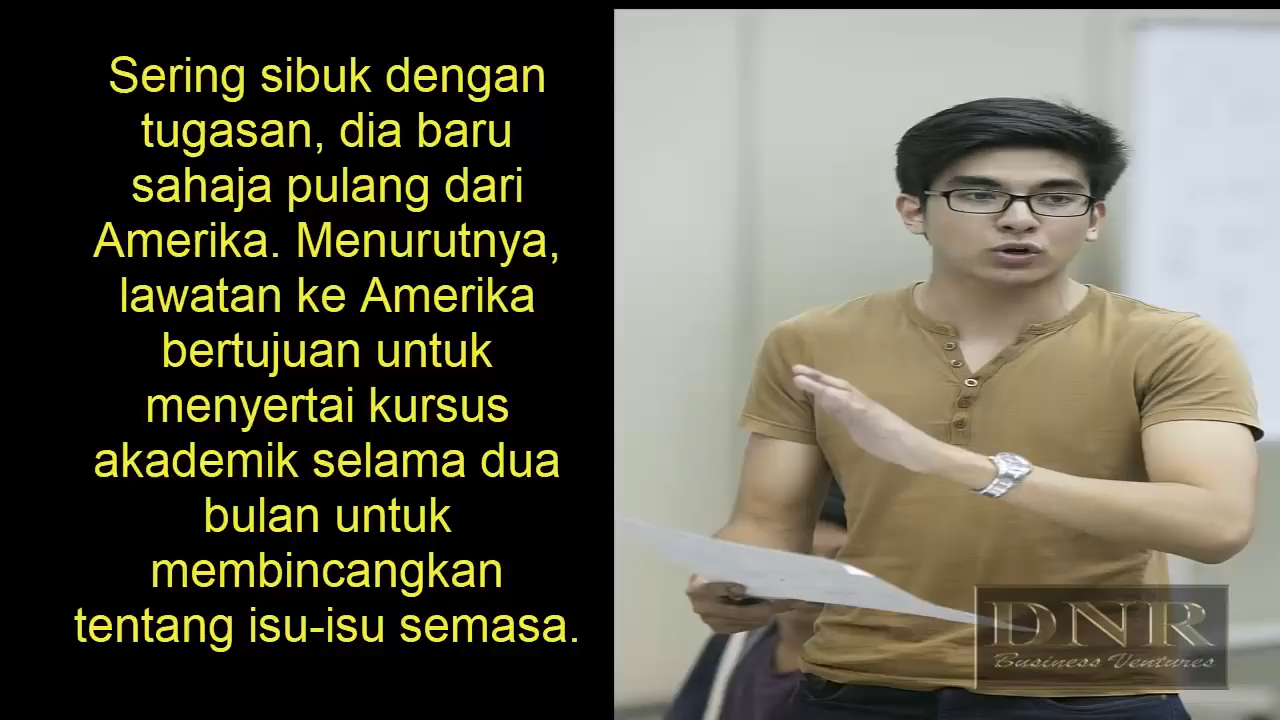 Sering sibuk dengan
tugasan, dia baru
sahaja pulang dari
Amerika. Menurutnya,
lawatan ke Amerika
bertujuan untuk
menyertai kursus
akademik selama dua
bulan untuk
membincangkan
tentang isu-isu semasa.
DNR
Business Ventures